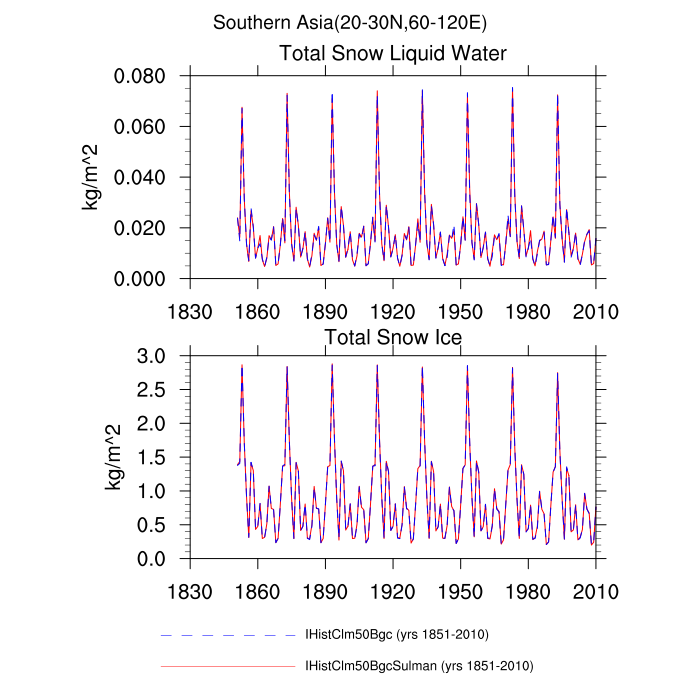 Southern Asia(20-30N,60-120E)
Total Snow Liquid Water
0.080
0.060
0.040
0.020
0.000
kg/m^2
1830 1860 1890 1920 1950 1980 2010
Total Snow Ice
3.0
2.5
2.0
1.5
1.0
0.5
0.0
kg/m^2
1830 1860 1890 1920 1950 1980 2010
IHistClm50Bgc (yrs 1851-2010)
IHistClm50BgcSulman (yrs 1851-2010)